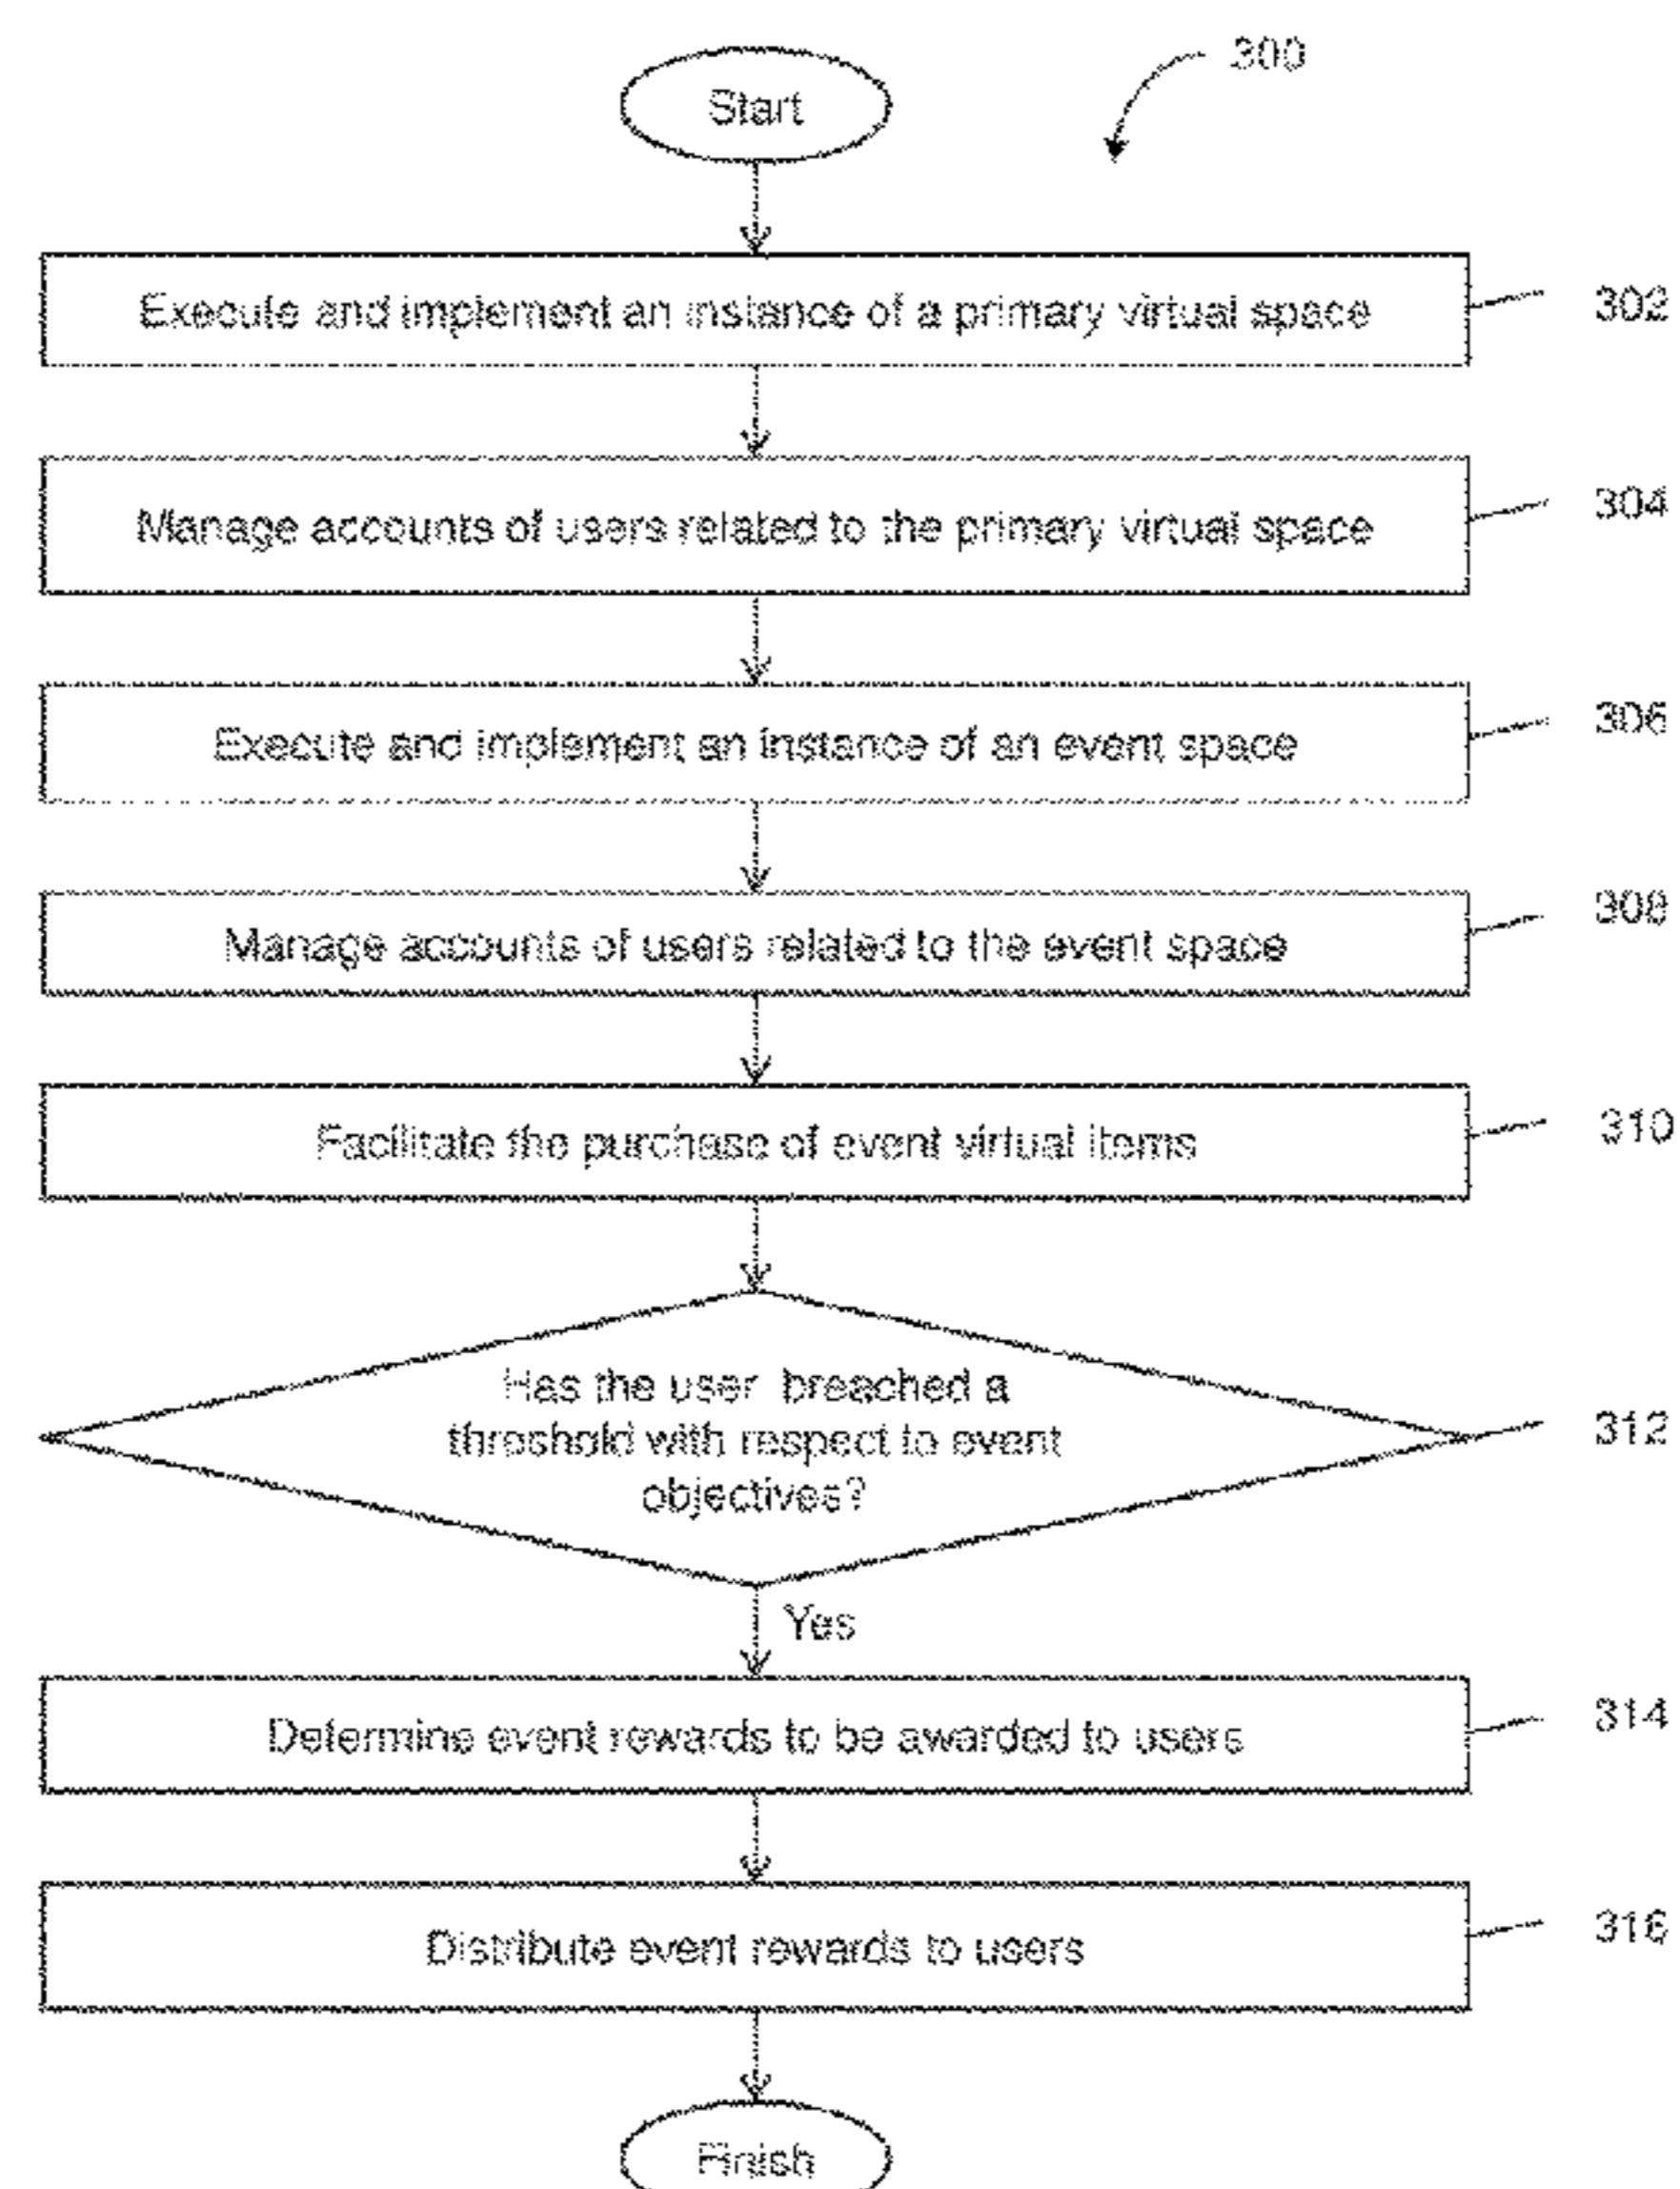 300
Start
Execute and implement an instance of a primary virtual space
302
Manage accounts of users related to the primary virtual space
304
Execute and implement an instance of an event space
306
Manage accounts of users related to the event space
308
Facilitate the purchase of event virtual items
310
Has the user breached a
threshold with respect to event
objectives?
312
Yes
Determine event rewards to be awarded to users
314
Distribute event rewards to users
316
Finish